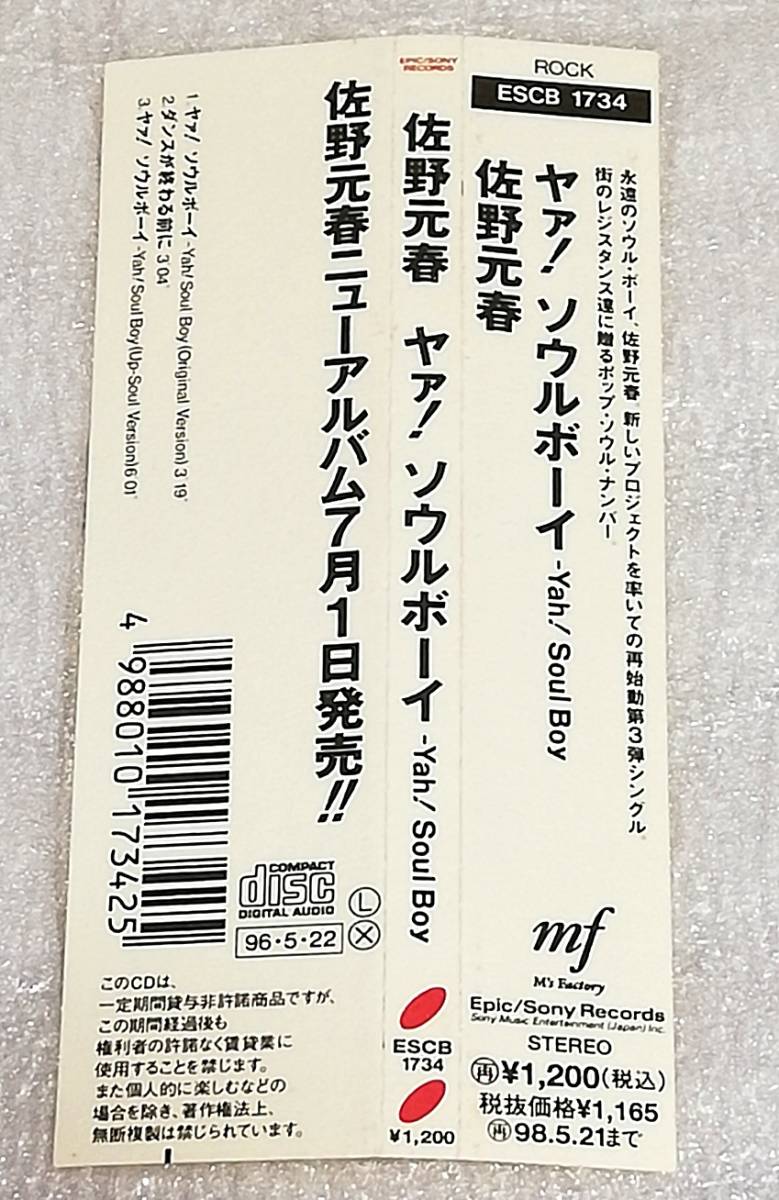 ROCK
ESCB 1734
永遠のソウル・ボーイ、佐野元春。新しいプロジェクトを率いての再始動第3弾シングル。
街のレジスタンス達に贈るポップ・ソウル・ナンバー。
ヤァ! ソウルボーイ -Yah! Soul Boy
佐野元春
mf
M's Factory
Epic/Sony Records
Sony Music Entertainment (Japan) Inc.
STEREO
再¥1,200(税込)
税抜価格¥1,165
再98.5.21まで
EPIC/SONY
RECORDS
佐野元春 ヤァ! ソウルボーイ -Yah! Soul Boy
ESCB
1734
¥1,200
佐野元春ニューアルバム7月1日発売!!
1. ヤァ! ソウルボーイ -Yah! Soul Boy (Original Version) 3'19"
2. ダンスが終わる前に 3'04"
3. ヤァ! ソウルボーイ -Yah! Soul Boy (Up-Soul Version) 6'01"
4 988010 173425
COMPACT
disc
DIGITAL AUDIO
L
96・5・22
X
このCDは、
一定期間貸与非許諾商品ですが、
この期間経過後も
権利者の許諾なく賃貸業に
使用することを禁じます。
また個人的に楽しむなどの
場合を除き、著作権法上、
無断複製は禁じられています。